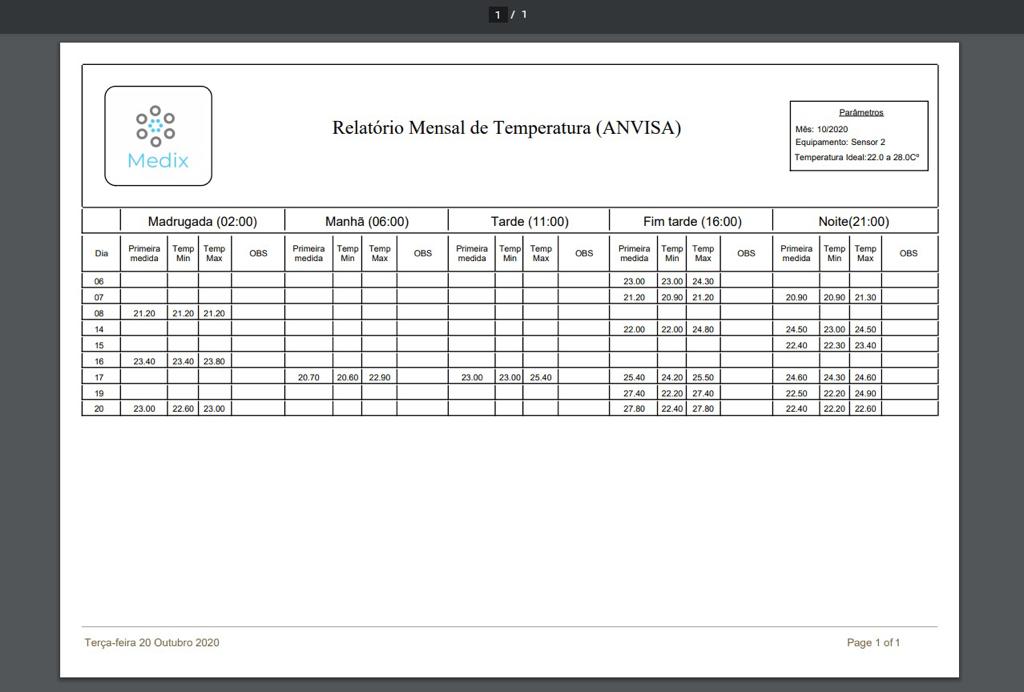 1 / 1
Medix
Relatório Mensal de Temperatura (ANVISA)
Parâmetros
Mês: 10/2020
Equipamento: Sensor 2
Temperatura Ideal:22.0 a 28.0Cº
Madrugada (02:00) Manhã (06:00) Tarde (11:00) Fim tarde (16:00) Noite(21:00)
Dia Primeira medida Temp Min Temp Max OBS Primeira medida Temp Min Temp Max OBS Primeira medida Temp Min Temp Max OBS Primeira medida Temp Min Temp Max OBS Primeira medida Temp Min Temp Max OBS
06 23.00 23.00 24.30
07 21.20 20.90 21.20 20.90 20.90 21.30
08 21.20 21.20 21.20
14 22.00 22.00 24.80 24.50 23.00 24.50
15 22.40 22.30 23.40
16 23.40 23.40 23.80
17 20.70 20.60 22.90 23.00 23.00 25.40 25.40 24.20 25.50 24.60 24.30 24.60
19 27.40 22.20 27.40 22.50 22.20 24.90
20 23.00 22.60 23.00 27.80 22.40 27.80 22.40 22.20 22.60
Terça-feira 20 Outubro 2020 Page 1 of 1